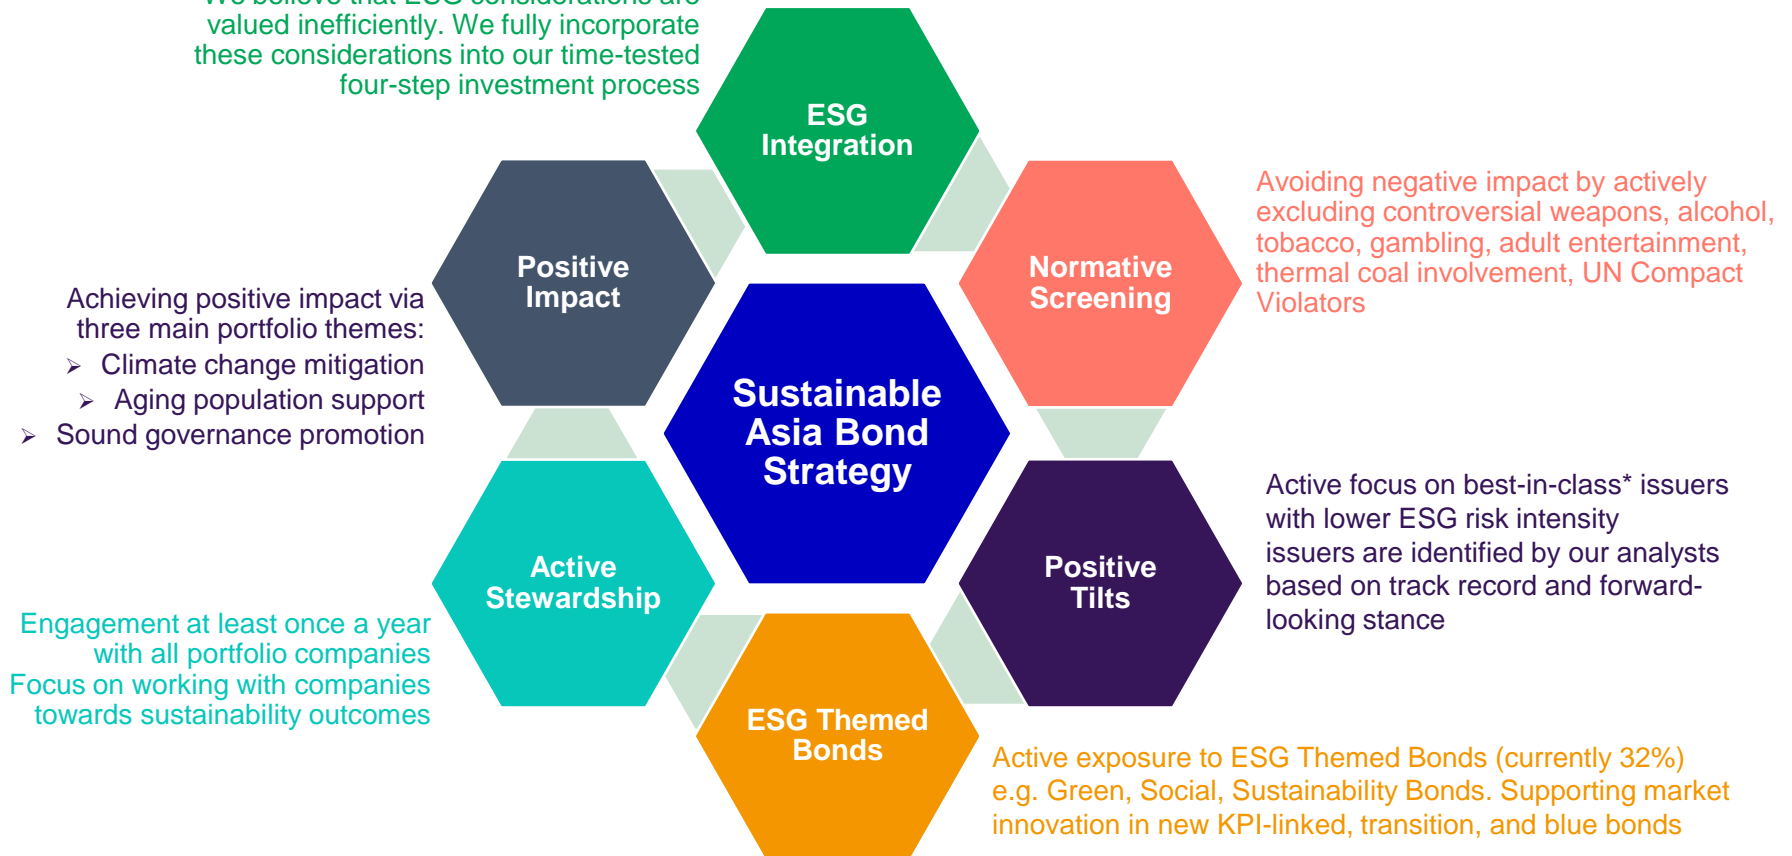 We believe that ESG considerations are
valued inefficiently. We fully incorporate
these considerations into our time-tested
four-step investment process
ESG
Integration
Normative
Screening
Avoiding negative impact by actively
excluding controversial weapons, alcohol,
tobacco, gambling, adult entertainment,
thermal coal involvement, UN Compact
Violators
Positive
Impact
Achieving positive impact via
three main portfolio themes:
➢ Climate change mitigation
➢ Aging population support
➢ Sound governance promotion
Sustainable
Asia Bond
Strategy
Positive
Tilts
Active focus on best-in-class* issuers
with lower ESG risk intensity
issuers are identified by our analysts
based on track record and forward-
looking stance
Active
Stewardship
Engagement at least once a year
with all portfolio companies
Focus on working with companies
towards sustainability outcomes
ESG Themed
Bonds
Active exposure to ESG Themed Bonds (currently 32%)
e.g. Green, Social, Sustainability Bonds. Supporting market
innovation in new KPI-linked, transition, and blue bonds